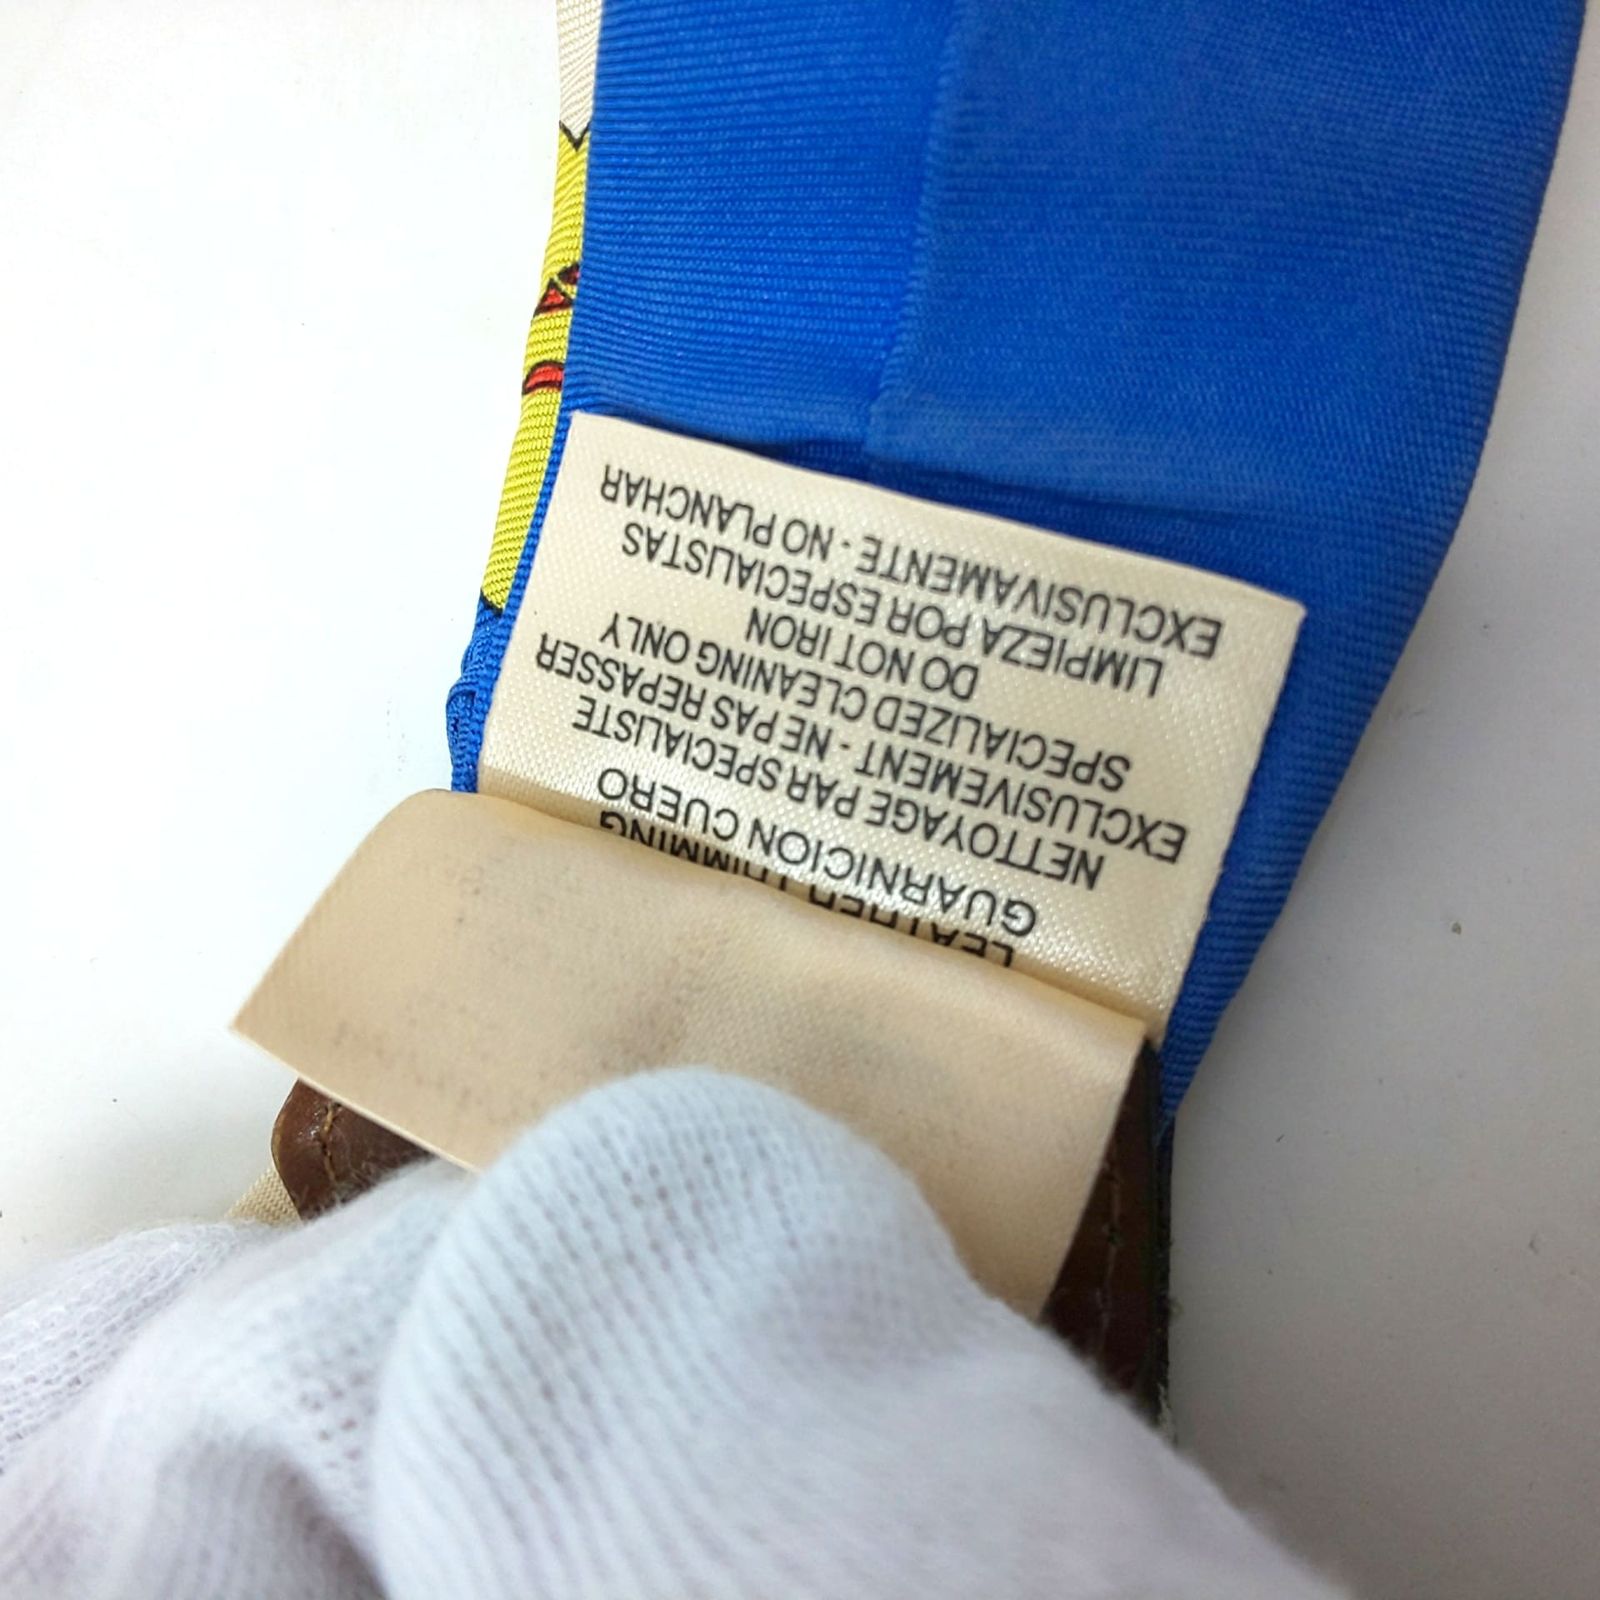 LEATHER TRIMMING
GUARNICION CUERO
NETTOYAGE PAR SPECIALISTE
EXCLUSIVEMENT - NE PAS REPASSER
SPECIALIZED CLEANING ONLY
DO NOT IRON
LIMPIEZA POR ESPECIALISTAS
EXCLUSIVAMENTE - NO PLANCHAR